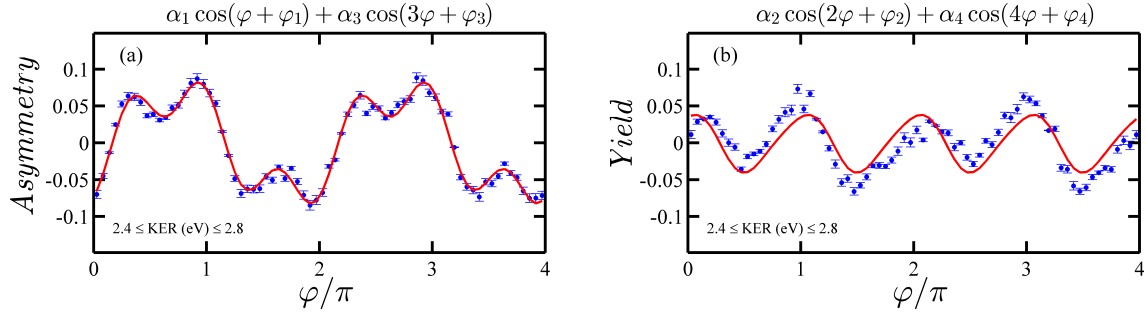 α₁ cos(φ + φ₁) + α₃ cos(3φ + φ₃)
(a)
Asymmetry
0.1
0.05
0
-0.05
-0.1
2.4 ≤ KER (eV) ≤ 2.8
0 1 2 3 4
φ/π
α₂ cos(2φ + φ₂) + α₄ cos(4φ + φ₄)
(b)
Yield
0.1
0.05
0
-0.05
-0.1
2.4 ≤ KER (eV) ≤ 2.8
0 1 2 3 4
φ/π